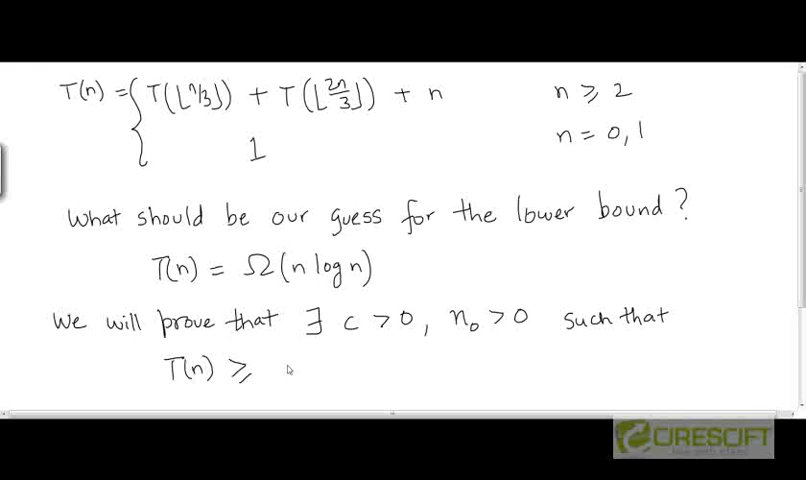 T(n) = { T(⌊n/3⌋) + T(⌊2n/3⌋) + n n ≥ 2
1 n = 0, 1
What should be our guess for the lower bound?
T(n) = Ω(n log n)
We will prove that ∃ c > 0, n₀ > 0 such that
T(n) ≥
CIRESCIFT